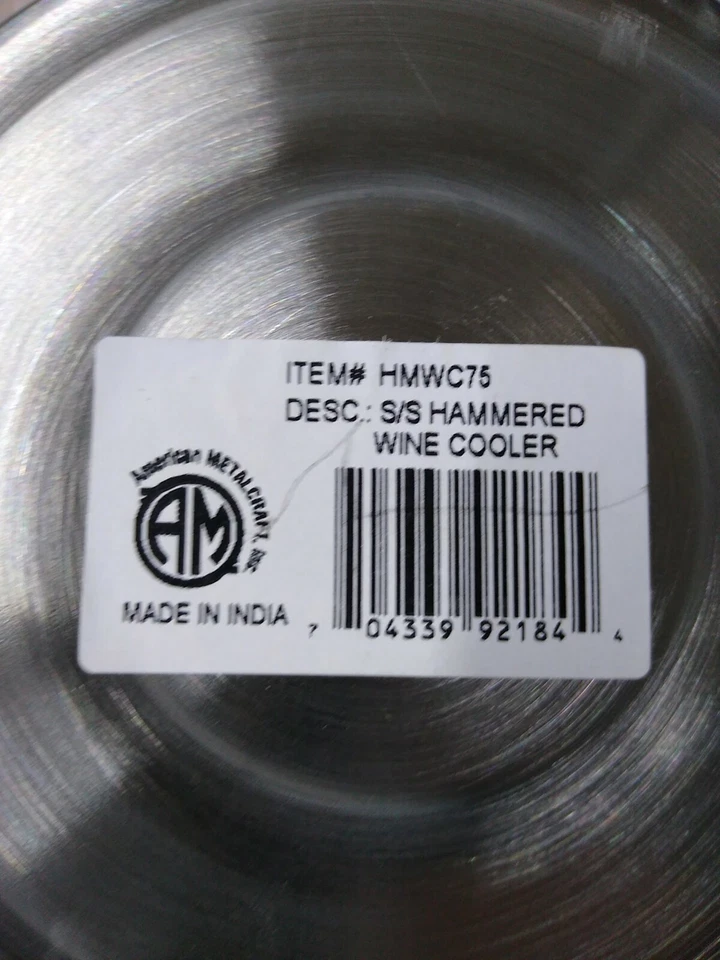 ITEM# HMWC75
DESC.: S/S HAMMERED
WINE COOLER
American METALCRAFT, Inc
AM
MADE IN INDIA
7 04339 92184 4